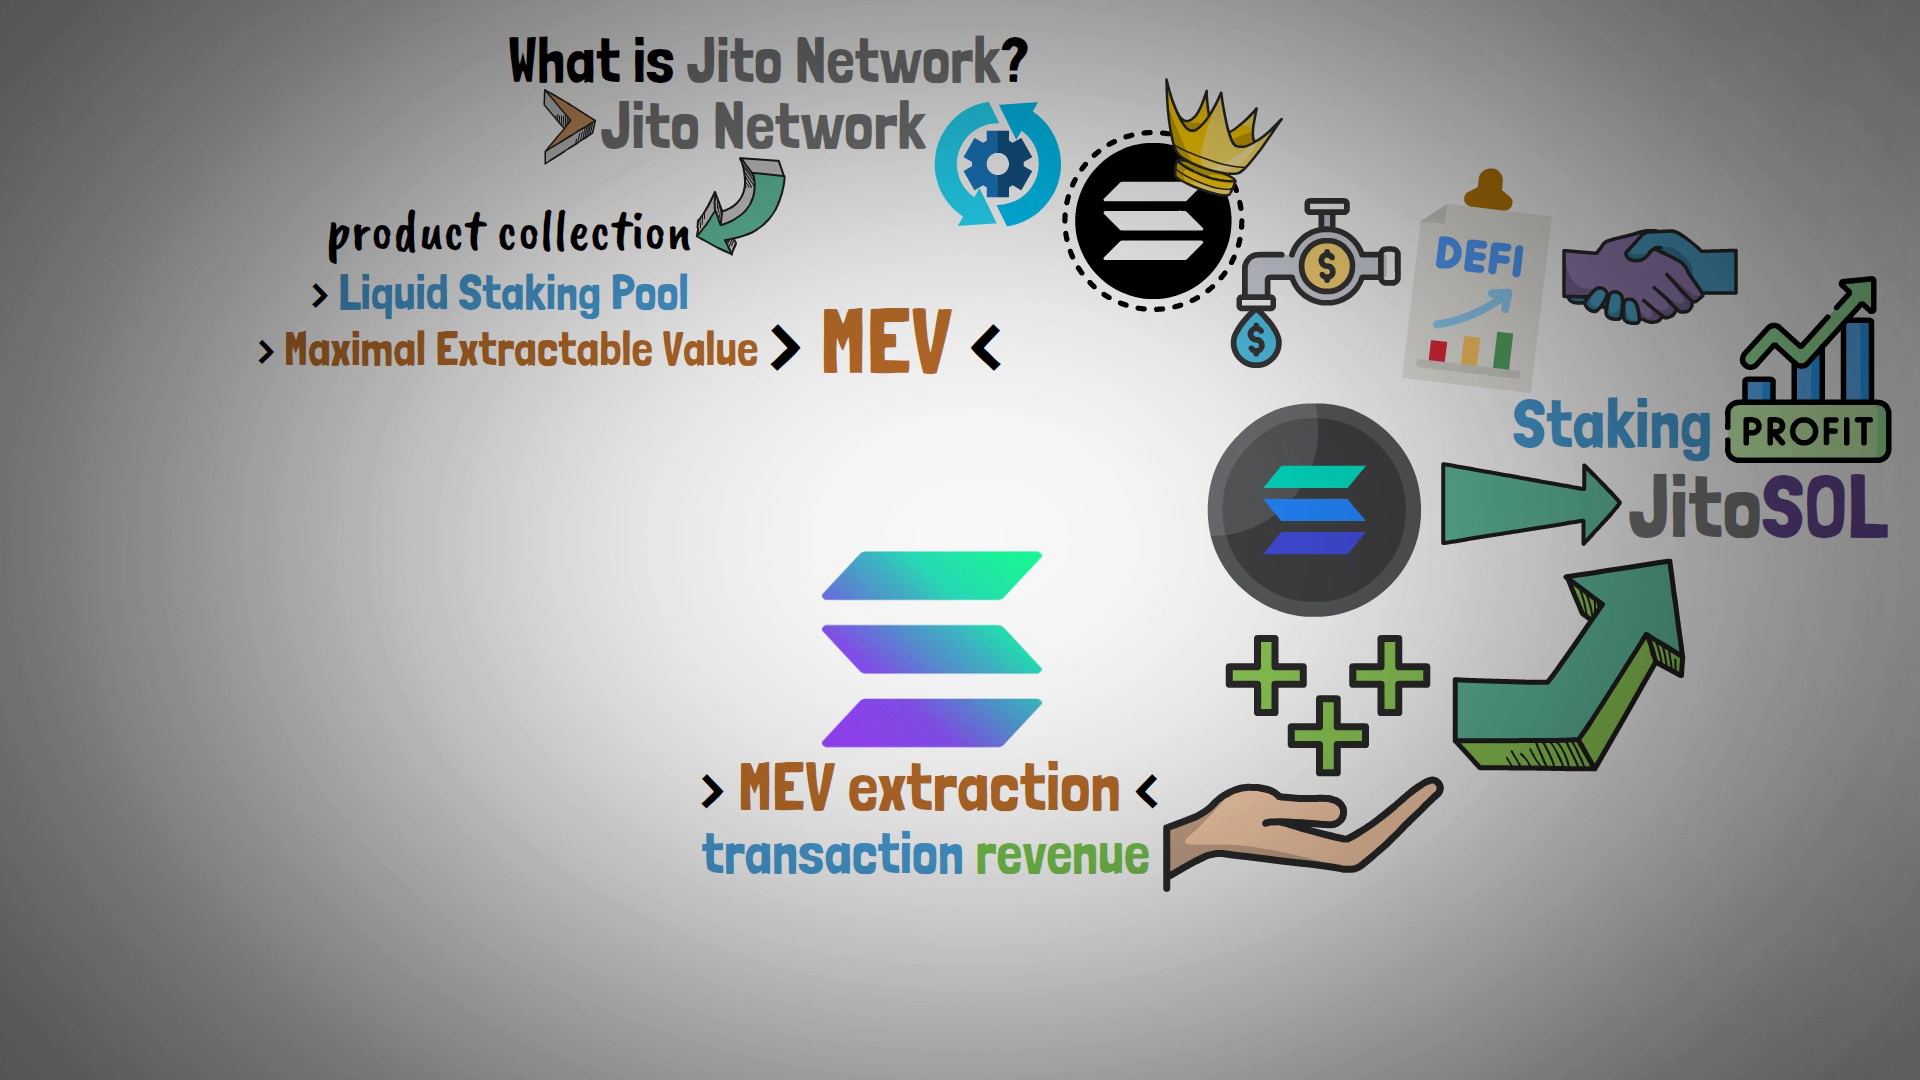 What is Jito Network?
Jito Network
product collection
> Liquid Staking Pool
> Maximal Extractable Value > MEV <
$
$
DEFI
Staking
PROFIT
JitoSOL
> MEV extraction <
transaction revenue